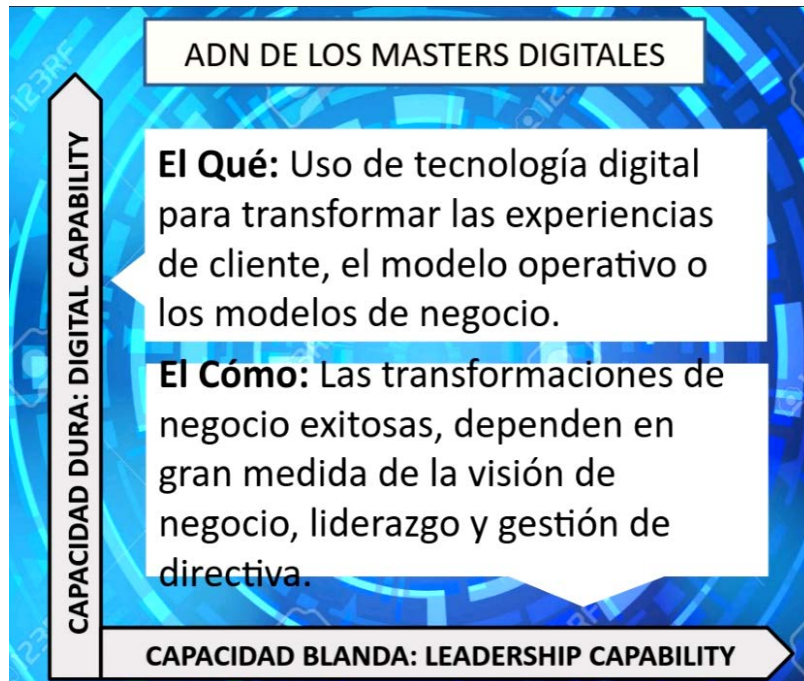 ADN DE LOS MASTERS DIGITALES
El Qué: Uso de tecnología digital
para transformar las experiencias
de cliente, el modelo operativo o
los modelos de negocio.
El Cómo: Las transformaciones de
negocio exitosas, dependen en
gran medida de la visión de
negocio, liderazgo y gestión de
directiva.
CAPACIDAD DURA: DIGITAL CAPABILITY
CAPACIDAD BLANDA: LEADERSHIP CAPABILITY
123RF